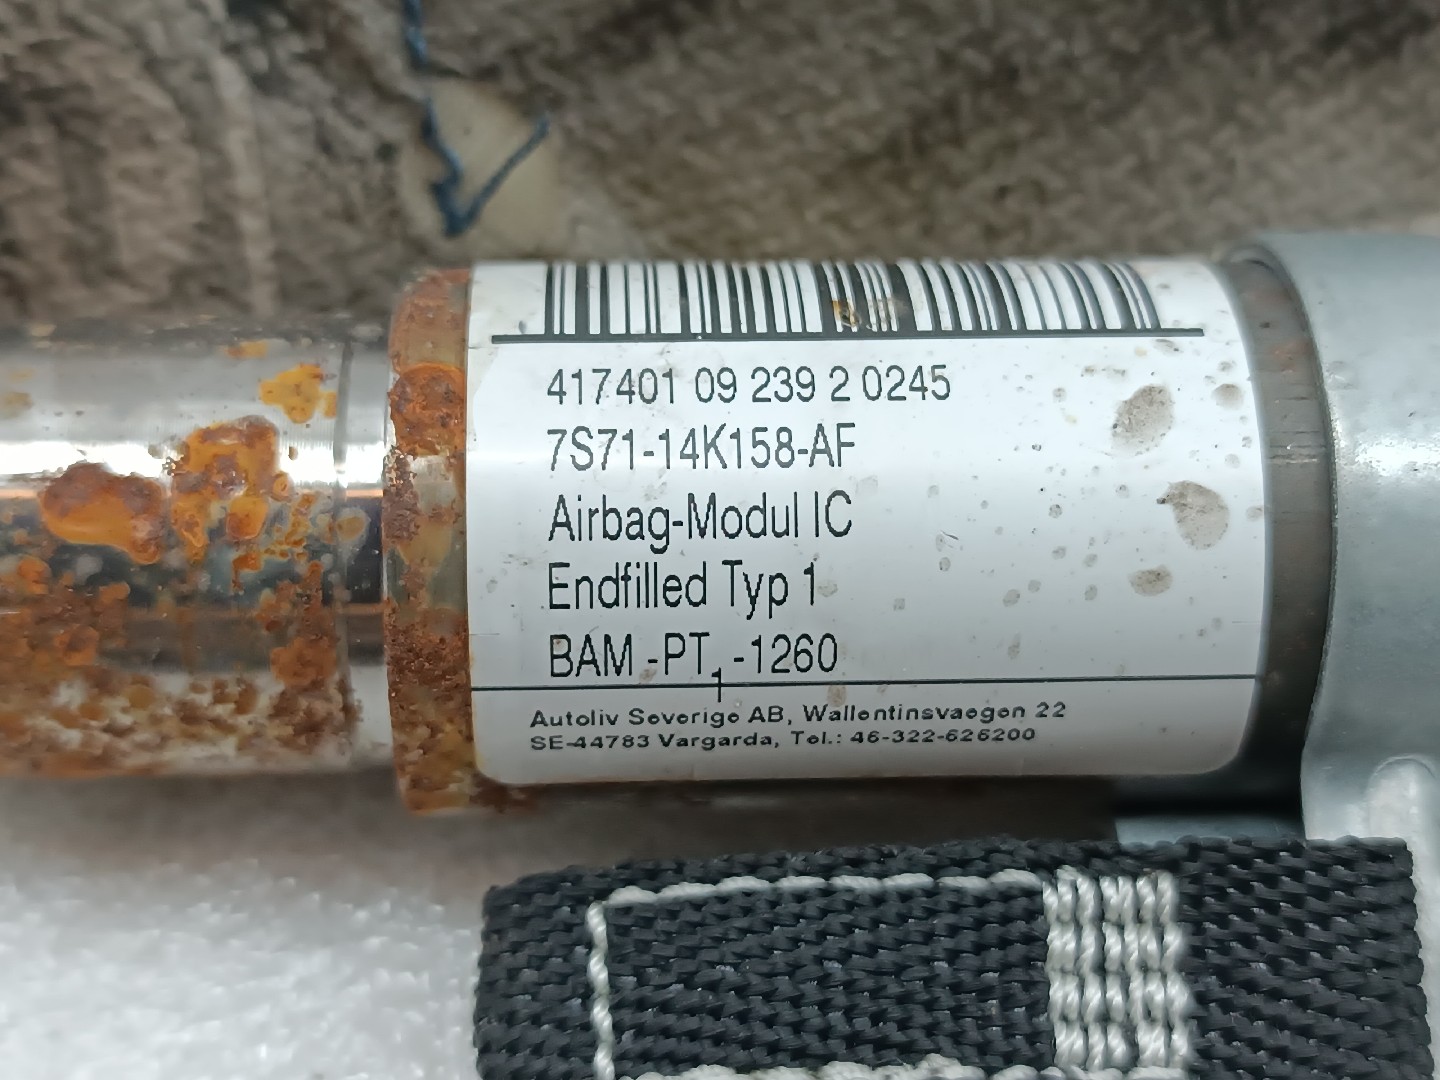 417401 09 239 2 0245
7S71-14K158-AF
Airbag-Modul IC
Endfilled Typ 1
BAM -PT₁ -1260
Autoliv Sverige AB, Wallentinsvaegen 22
SE-44783 Vargarda, Tel.: 46-322-626200